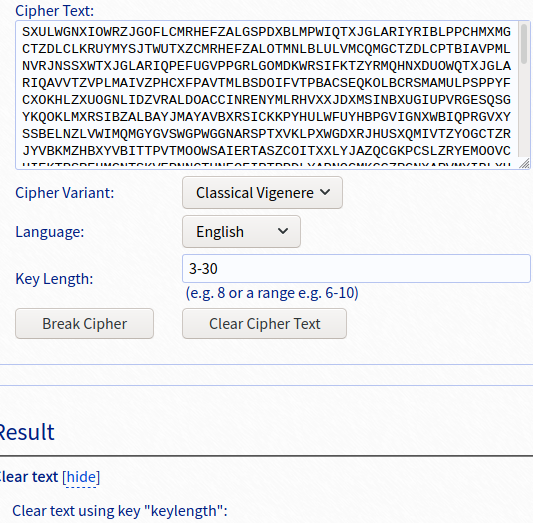 Cipher Text:
SXULWGNXIOWRZJGOFLCMRHEFZALGSPDXBLMPWIQTXJGLARIYRIBLPPCHMXMG
CTZDLCLKRUYMYSJTWUTXZCMRHEFZALOTMNLBLULVMCQMGCTZDLCPTBIAVPML
NVRJNSSXWTXJGLARIQPEFUGVPPGRLGOMDKWRSIFKTZYRMQHNXDUOWQTXJGLA
RIQAVVTZVPLMAIVZPHCXFPAVTMLBSDOIFVTPBACSEQKOLBCRSMAMULPSPPYF
CXOKHLZXUOGNLIDZVRALDOACCINRENYMLRHVXXJDXMSINBXUGIUPVRGESQSG
YKQOKLMXRSIBZALBAYJMAYAVBXRSICKKPYHULWFUYHBPGVIGNXWBIQPRGVXY
SSBELNZLVWIMQMGYGVSWGPWGGNARSPTXVKLPXWGDXRJHUSXQMIVTZYOGCTZR
JYVBKMZHBXYVBITTPVTMOOWSAIERTASZCOITXXLYJAZQCGKPCSLZRYEMOOVC
Cipher Variant:
Classical Vigenere
Language:
English
Key Length:
3-30
(e.g. 8 or a range e.g. 6-10)
Break Cipher Clear Cipher Text
Result
Clear text [hide]
Clear text using key "keylength":